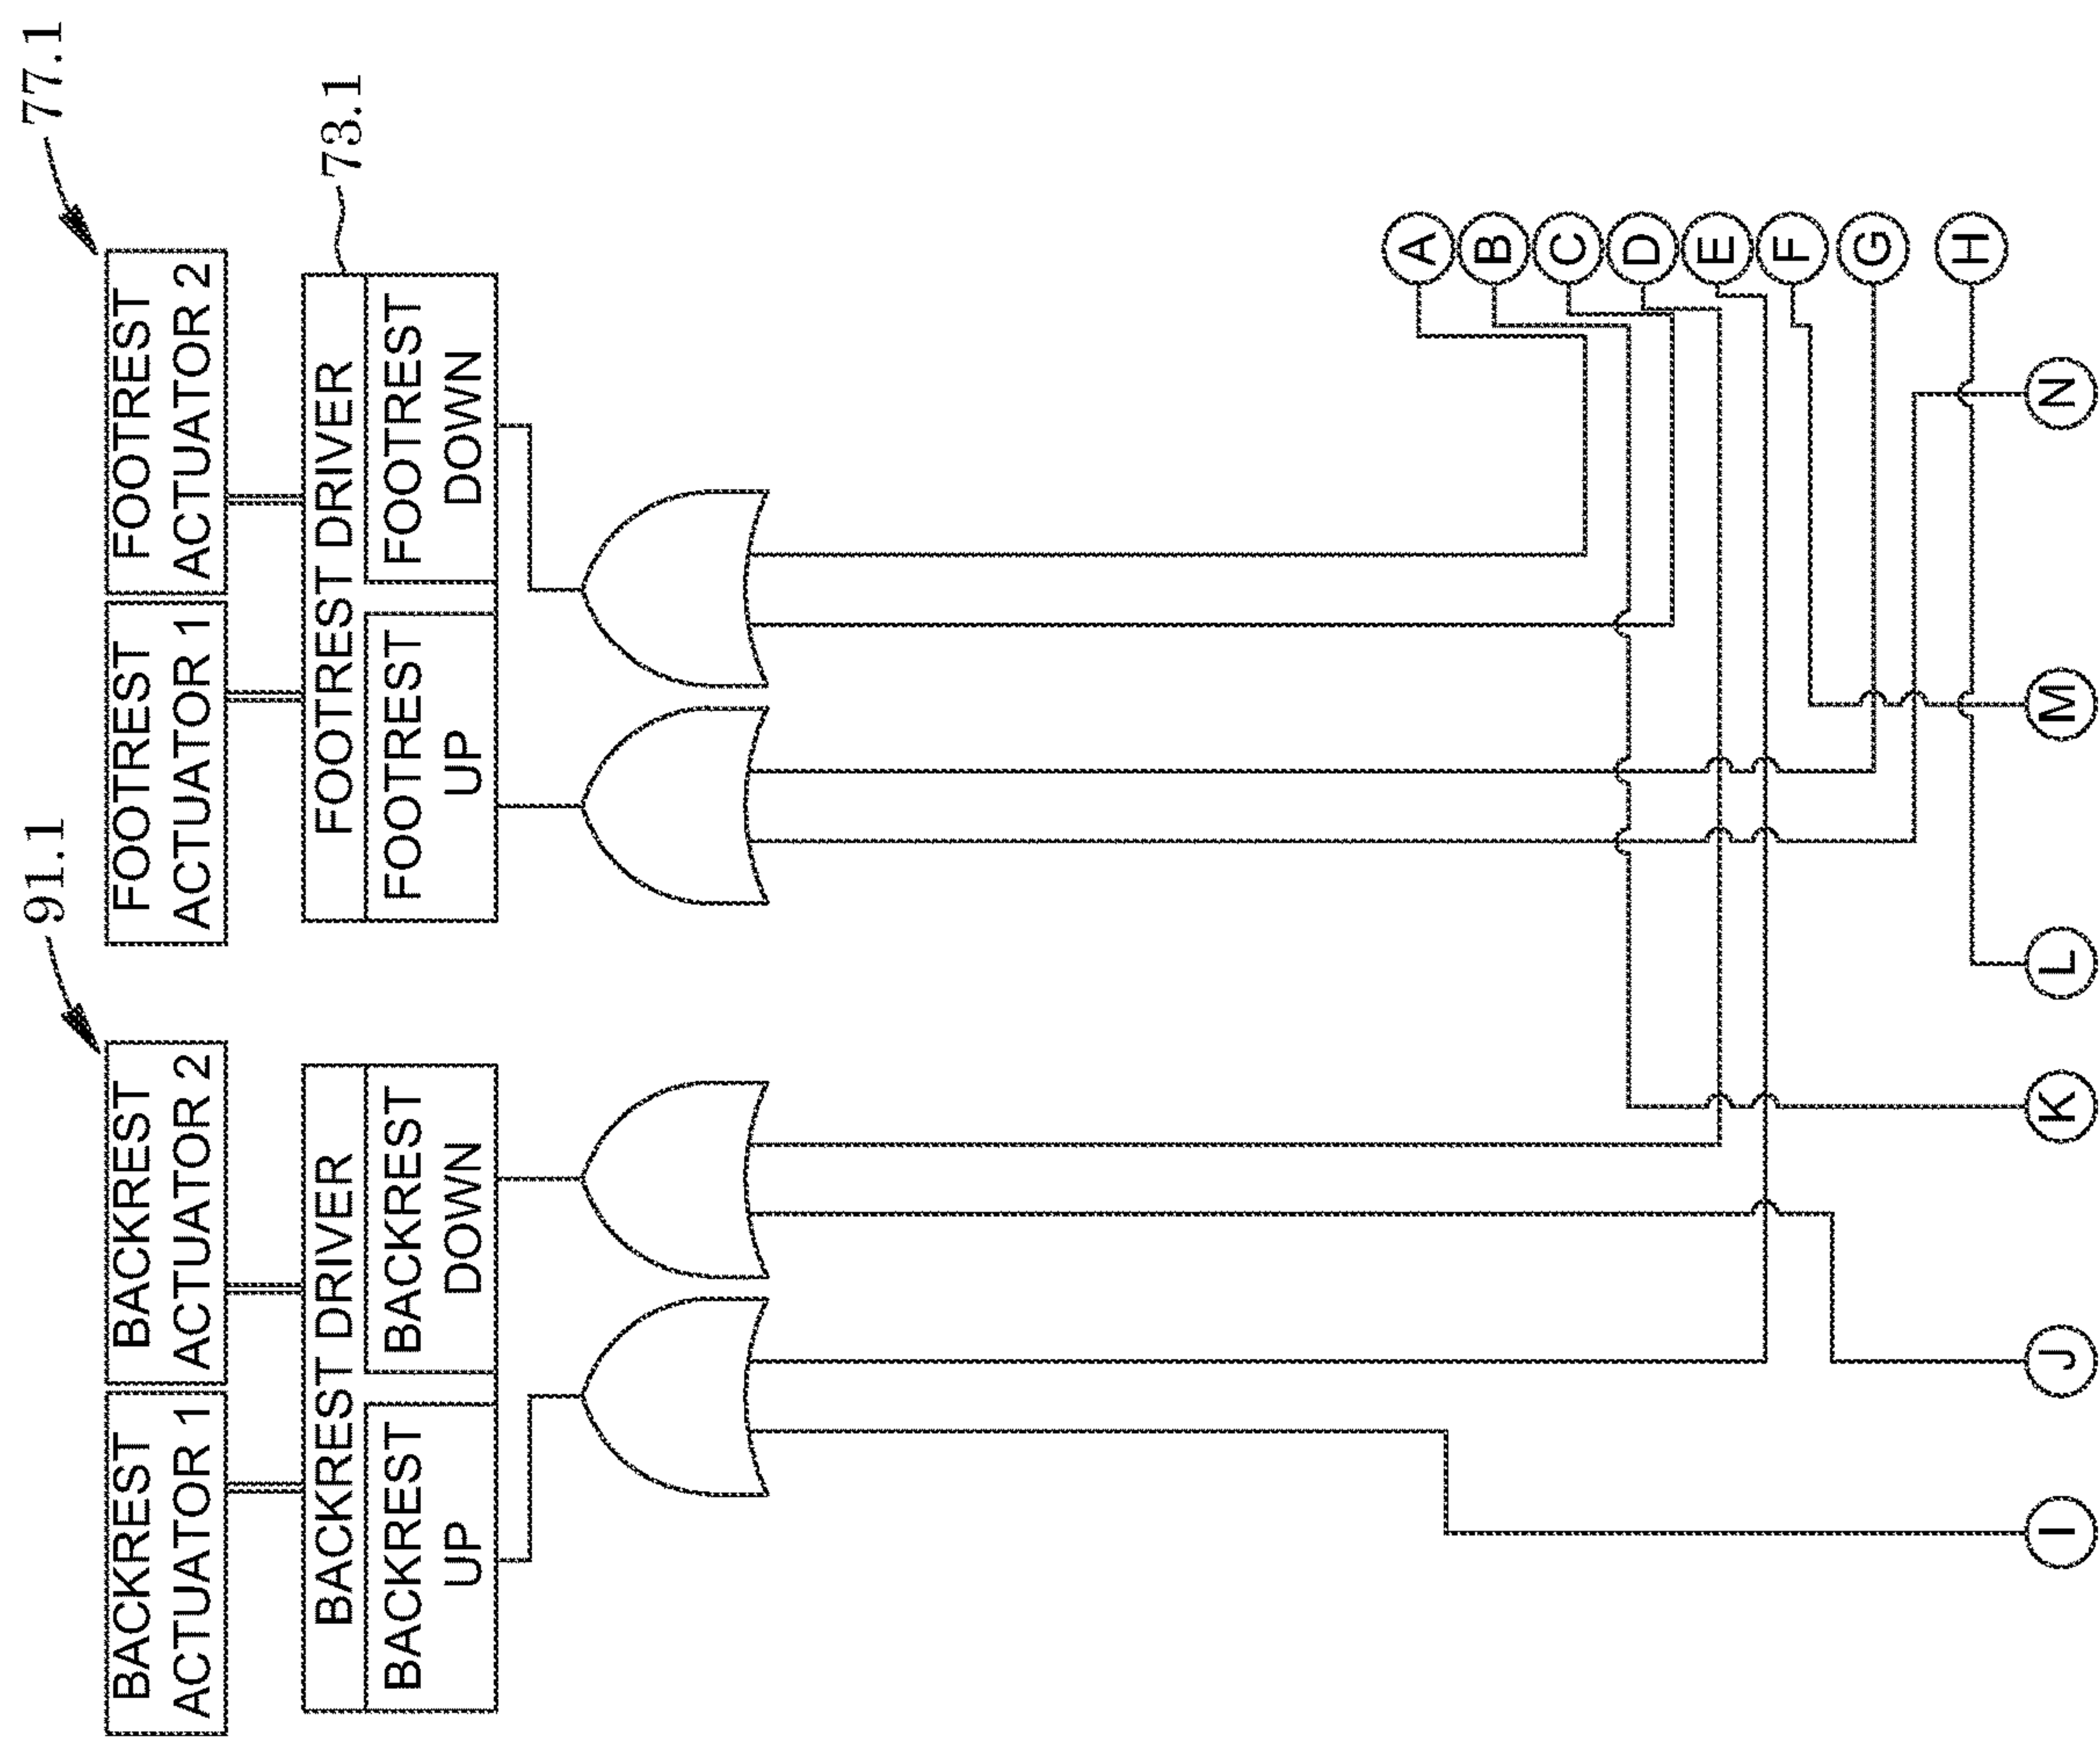 91.1
77.1
BACKREST
ACTUATOR 1
BACKREST
ACTUATOR 2
FOOTREST
ACTUATOR 1
FOOTREST
ACTUATOR 2
73.1
BACKREST DRIVER
BACKREST
UP
BACKREST
DOWN
FOOTREST DRIVER
FOOTREST
UP
FOOTREST
DOWN
A
B
C
D
E
F
G
H
I
J
K
L
M
N